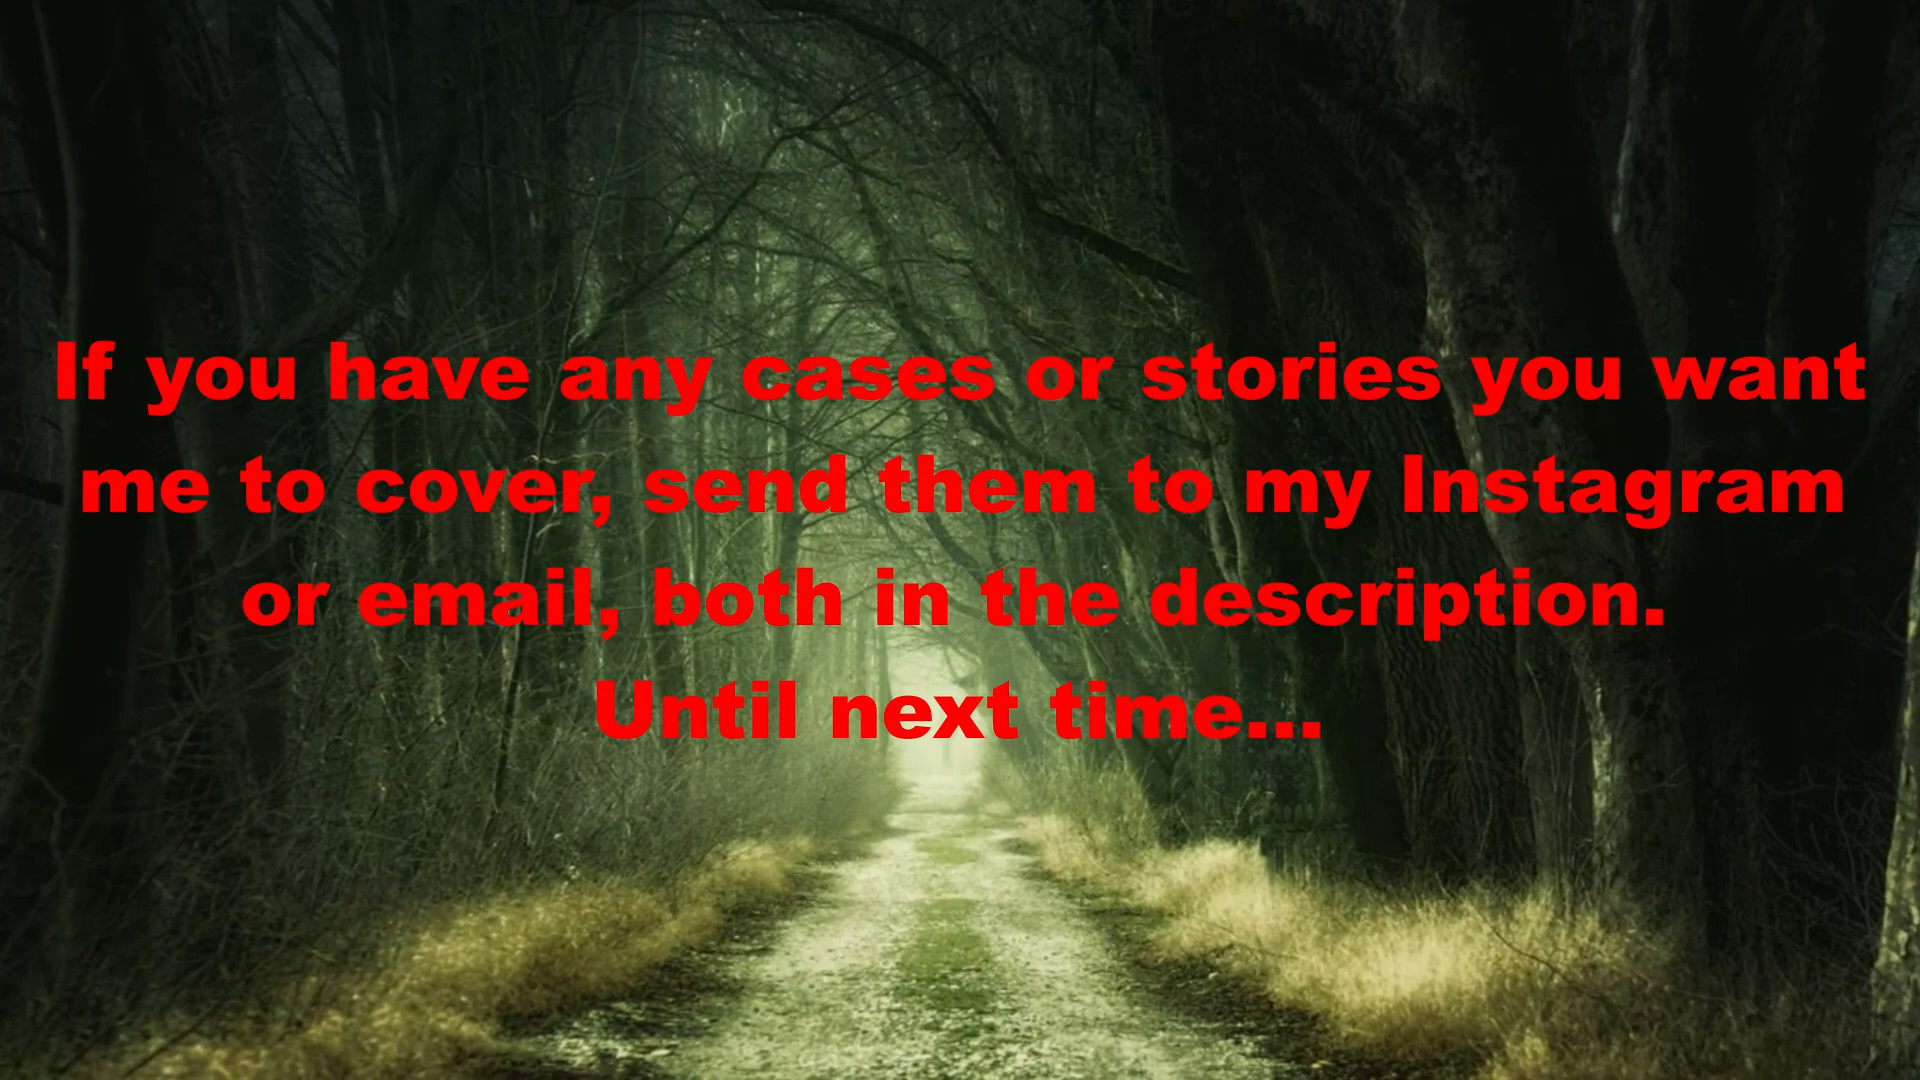 If you have any cases or stories you want
me to cover, send them to my Instagram
or email, both in the description.
Until next time...